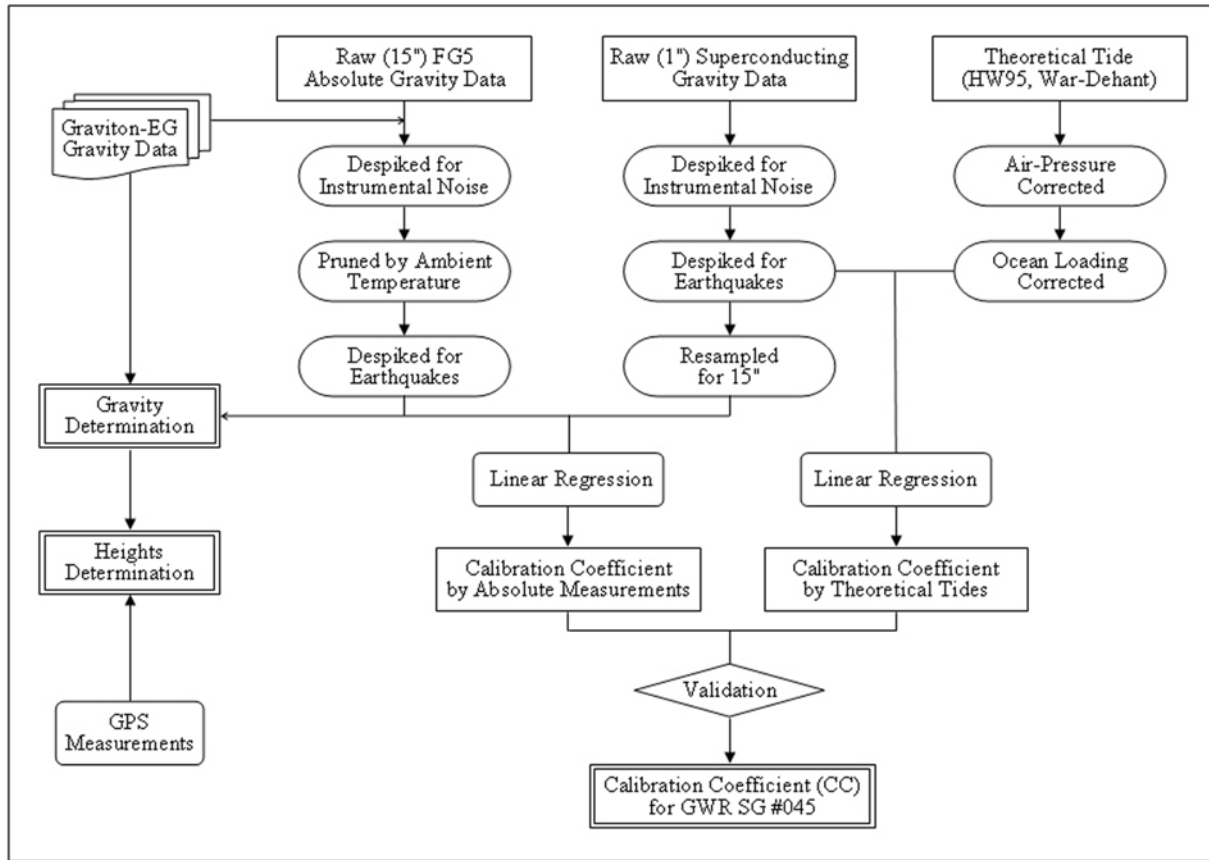 Raw (15") FG5
Absolute Gravity Data
Raw (1") Superconducting
Gravity Data
Theoretical Tide
(HW95, War-Dehant)
Graviton-EG
Gravity Data
Despiked for
Instrumental Noise
Despiked for
Instrumental Noise
Air-Pressure
Corrected
Pruned by Ambient
Temperature
Despiked for
Earthquakes
Ocean Loading
Corrected
Despiked for
Earthquakes
Resampled
for 15"
Gravity
Determination
Linear Regression
Linear Regression
Heights
Determination
Calibration Coefficient
by Absolute Measurements
Calibration Coefficient
by Theoretical Tides
Validation
GPS
Measurements
Calibration Coefficient (CC)
for GWR SG #045